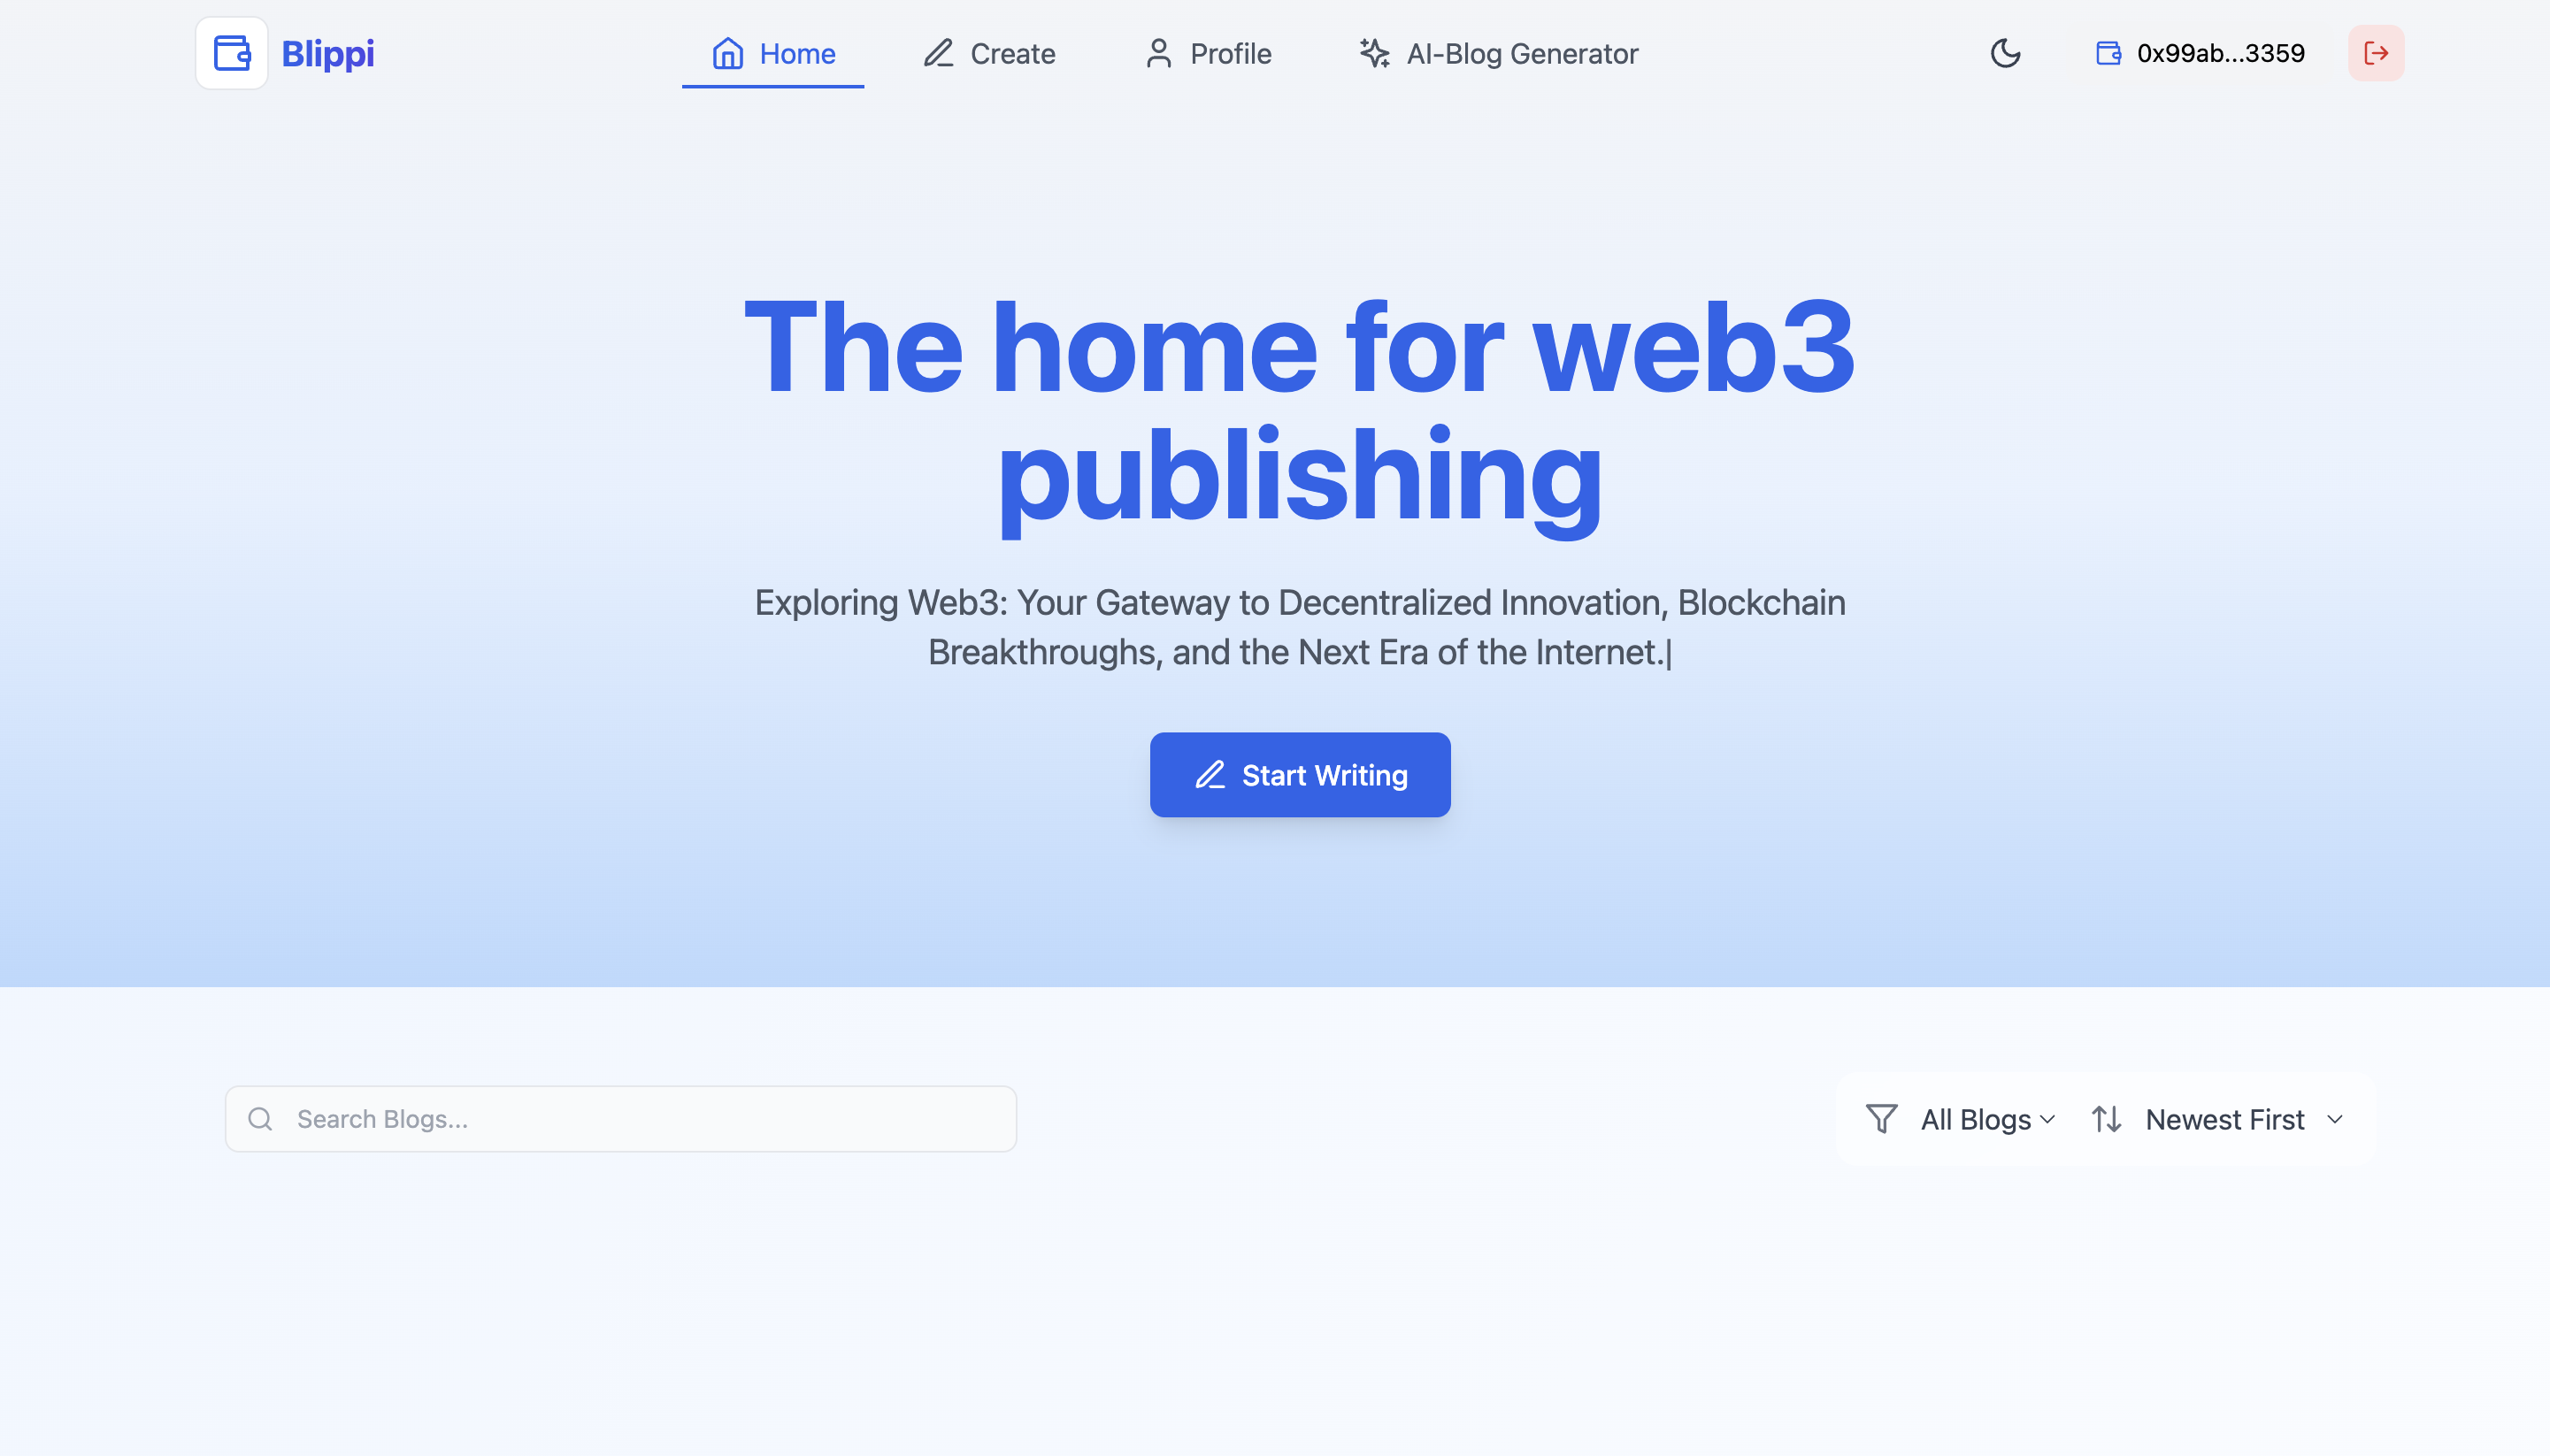 Blippi
Home
Create
Profile
AI-Blog Generator
0x99ab...3359
The home for web3
publishing
Exploring Web3: Your Gateway to Decentralized Innovation, Blockchain
Breakthroughs, and the Next Era of the Internet.|
Start Writing
Search Blogs...
All Blogs
Newest First